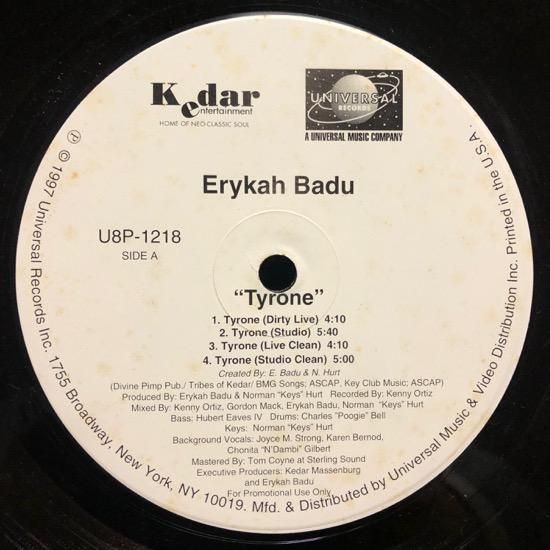 Kedar
entertainment
HOME OF NEO-CLASSIC SOUL
UNIVERSAL
RECORDS
A UNIVERSAL MUSIC COMPANY
Erykah Badu
U8P-1218
SIDE A
“Tyrone”
1. Tyrone (Dirty Live) 4:10
2. Tyrone (Studio) 5:40
3. Tyrone (Live Clean) 4:10
4. Tyrone (Studio Clean) 5:00
Created By: E. Badu & N. Hurt
(Divine Pimp Pub./ Tribes of Kedar/ BMG Songs; ASCAP, Key Club Music; ASCAP)
Produced By: Erykah Badu & Norman “Keys” Hurt Recorded By: Kenny Ortiz
Mixed By: Kenny Ortiz, Gordon Mack, Erykah Badu, Norman “Keys” Hurt
Bass: Hubert Eaves IV Drums: Charles “Poogie” Bell
Keys: Norman “Keys” Hurt
Background Vocals: Joyce M. Strong, Karen Bernod,
Chonita “N’Dambi” Gilbert
Mastered By: Tom Coyne at Sterling Sound
Executive Producers: Kedar Massenburg
and Erykah Badu
For Promotional Use Only
℗ © 1997 Universal Records Inc. 1755 Broadway, New York, NY 10019. Mfd. & Distributed by Universal Music & Video Distribution Inc. Printed in the U.S.A.